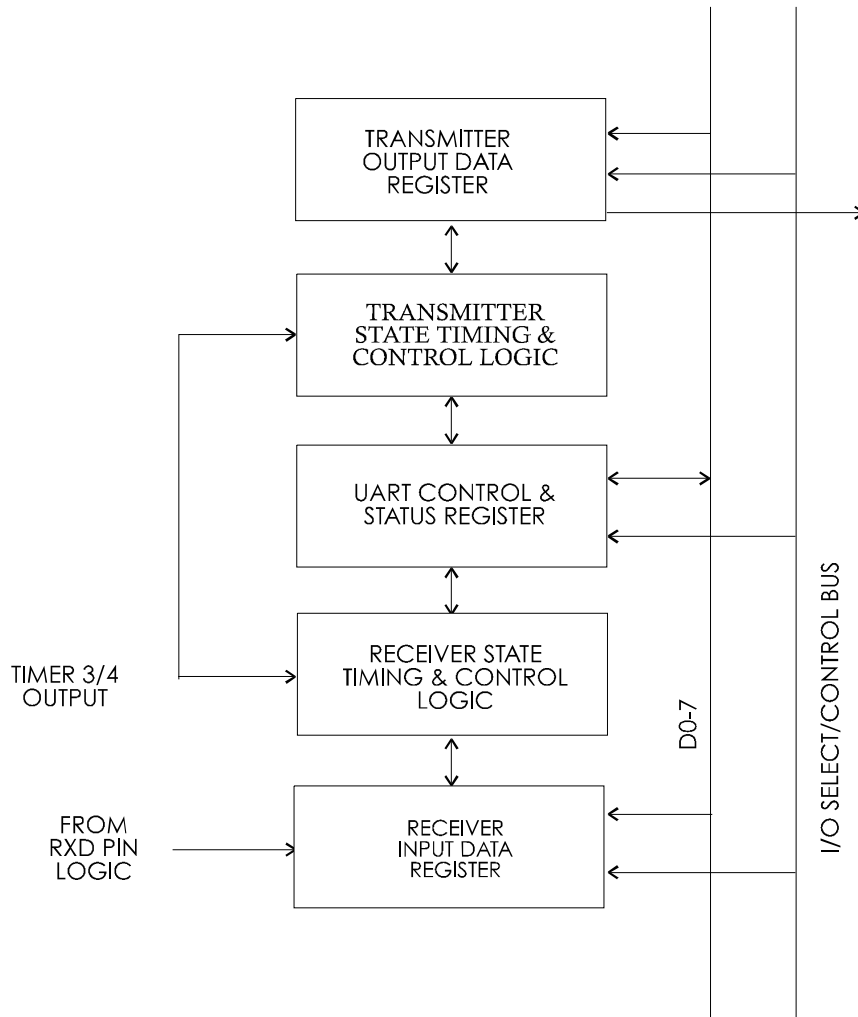 TRANSMITTER
OUTPUT DATA
REGISTER
TRANSMITTER
STATE TIMING &
CONTROL LOGIC
UART CONTROL &
STATUS REGISTER
RECEIVER STATE
TIMING & CONTROL
LOGIC
TIMER 3/4
OUTPUT
FROM
RXD PIN
LOGIC
RECEIVER
INPUT DATA
REGISTER
D0-7
I/O SELECT/CONTROL BUS